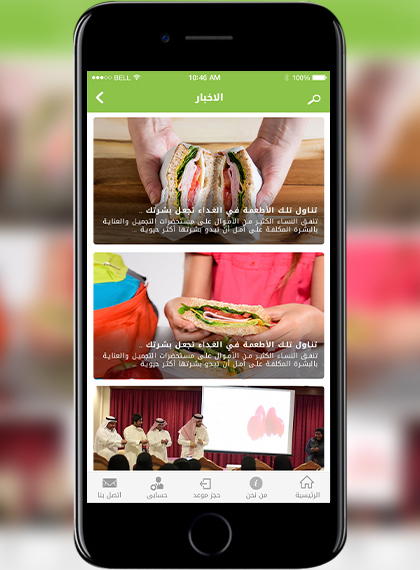 BELL 10:46 AM 100%
الاخبار
تناول تلك الأطعمة في الغداء تجعل بشرتك ..
تنفق النساء الكثير من الأموال على مستحضرات التجميل والعناية
بالبشرة المكلفة على أمل أن تبدو بشرتها أكثر حيوية ..
تناول تلك الأطعمة في الغداء تجعل بشرتك ..
تنفق النساء الكثير من الأموال على مستحضرات التجميل والعناية
بالبشرة المكلفة على أمل أن تبدو بشرتها أكثر حيوية
الرئيسية من نحن حجز موعد حسابى اتصل بنا